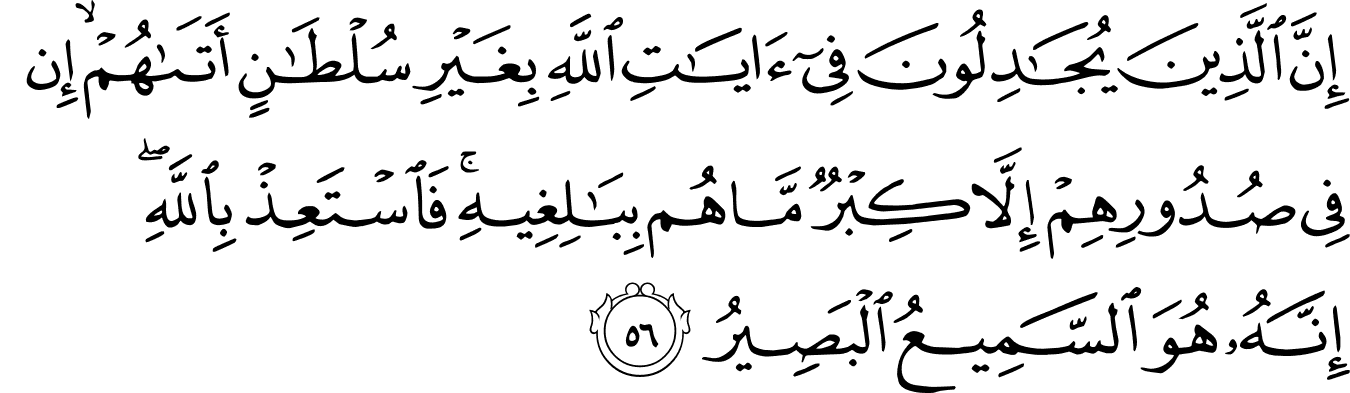 إِنَّ ٱلَّذِينَ يُجَـٰدِلُونَ فِىٓ ءَايَـٰتِ ٱللَّهِ بِغَيْرِ سُلْطَـٰنٍ أَتَىٰهُمْ ۙ إِن
فِى صُدُورِهِمْ إِلَّا كِبْرٌ مَّا هُم بِبَـٰلِغِيهِ ۚ فَٱسْتَعِذْ بِٱللَّهِ ۖ
إِنَّهُۥ هُوَ ٱلسَّمِيعُ ٱلْبَصِيرُ ٥٦